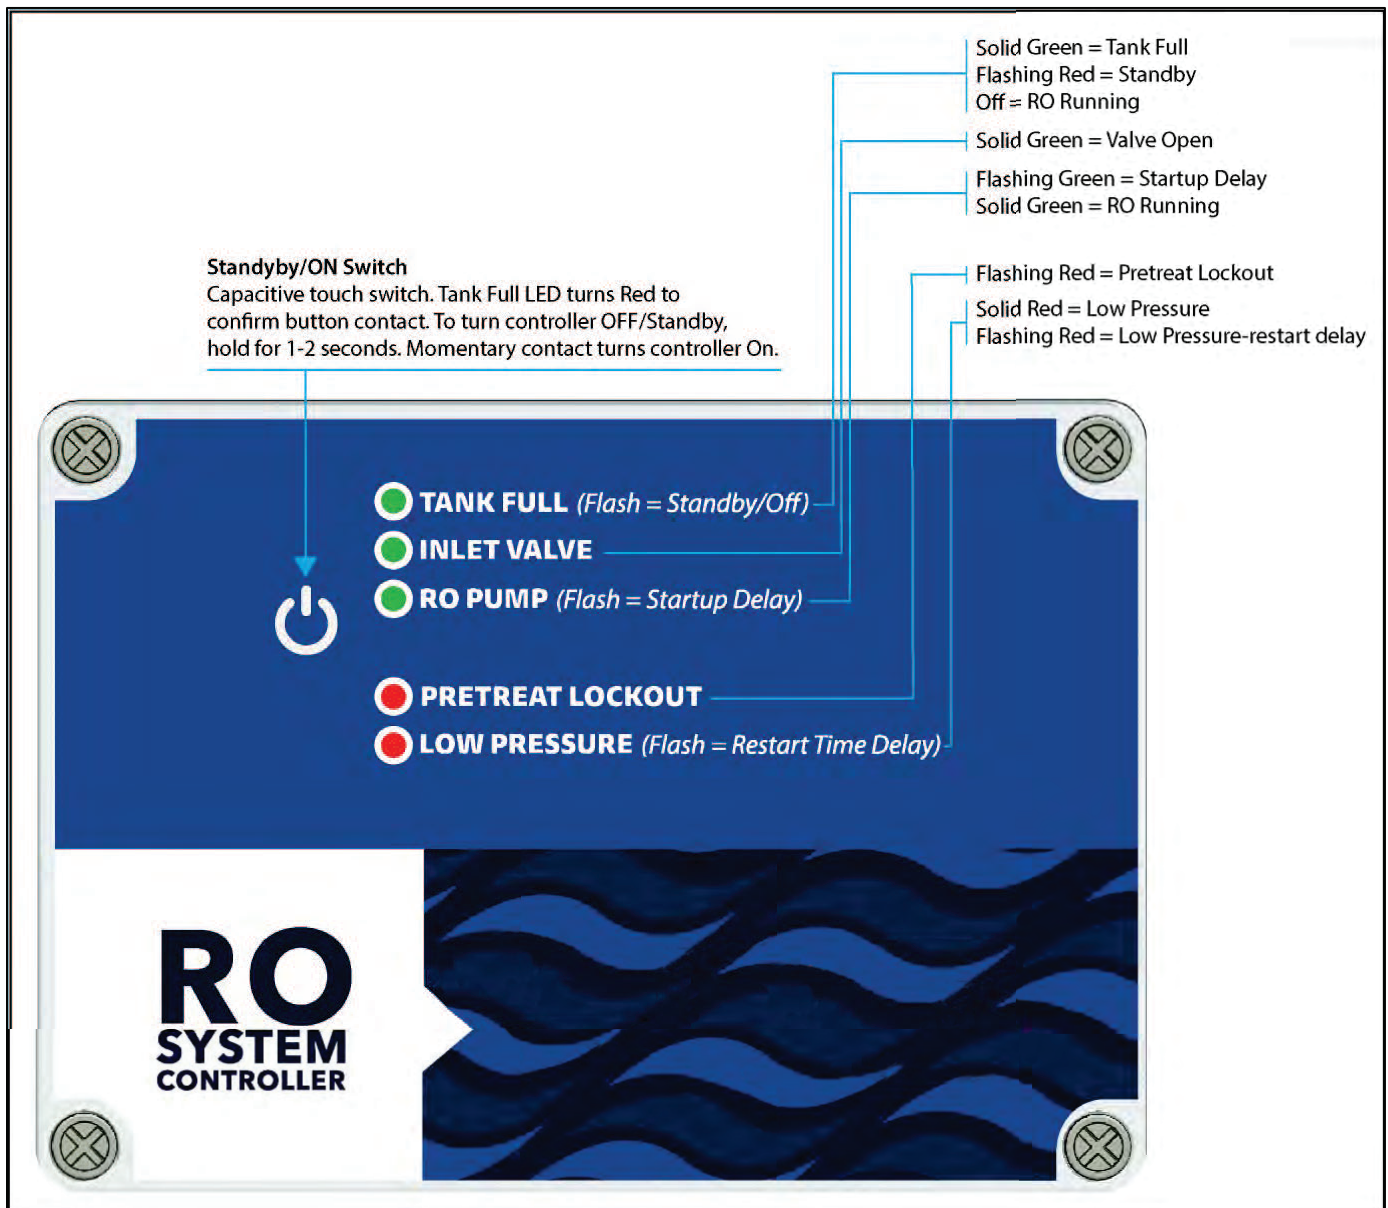 Solid Green = Tank Full
Flashing Red = Standby
Off = RO Running
Solid Green = Valve Open
Flashing Green = Startup Delay
Solid Green = RO Running
Flashing Red = Pretreat Lockout
Solid Red = Low Pressure
Flashing Red = Low Pressure-restart delay
Standyby/ON Switch
Capacitive touch switch. Tank Full LED turns Red to
confirm button contact. To turn controller OFF/Standby,
hold for 1-2 seconds. Momentary contact turns controller On.
TANK FULL (Flash = Standby/Off)
INLET VALVE
RO PUMP (Flash = Startup Delay)
PRETREAT LOCKOUT
LOW PRESSURE (Flash = Restart Time Delay)
RO
SYSTEM
CONTROLLER